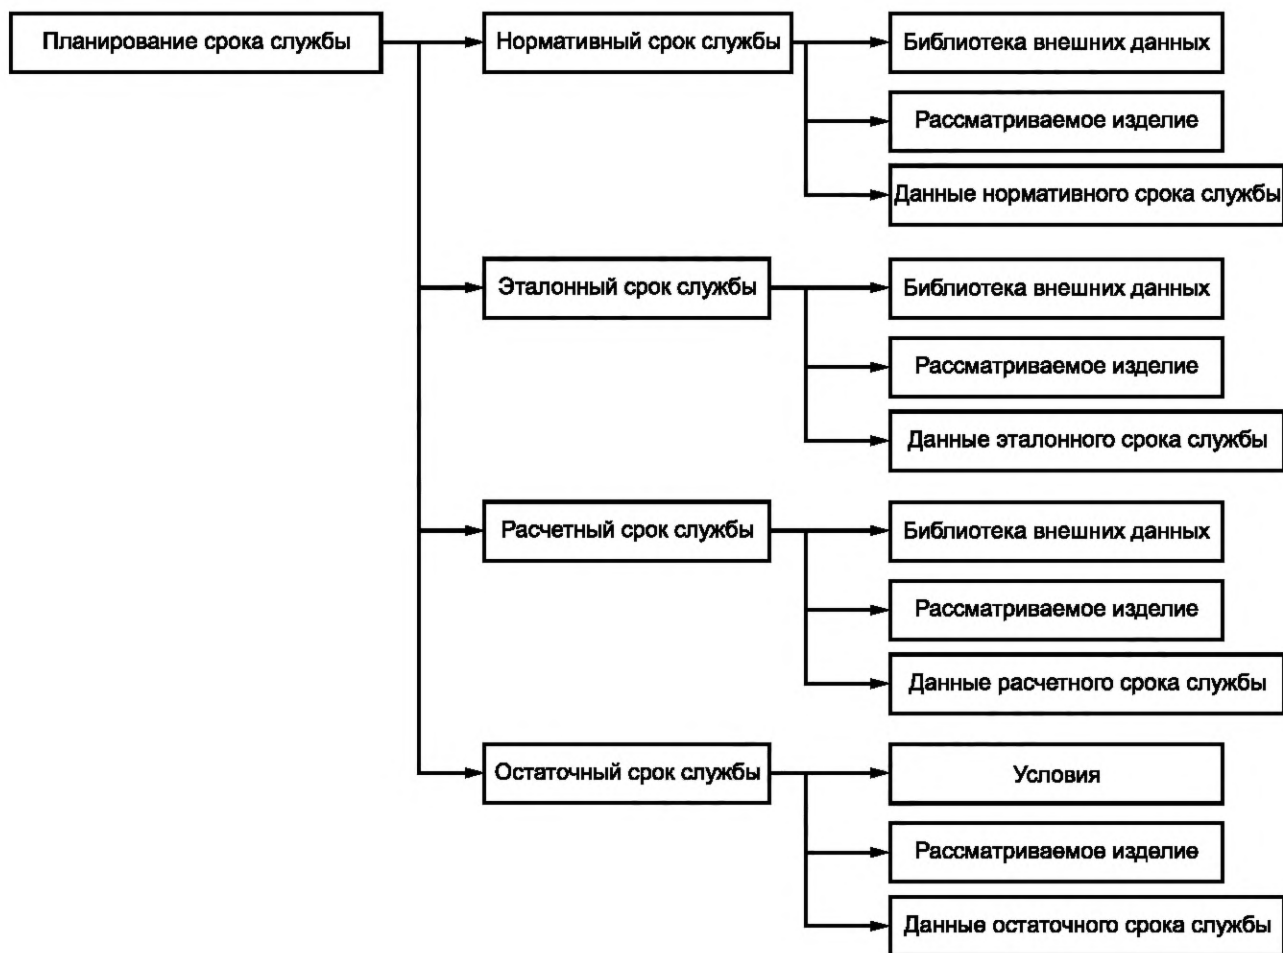 Планирование срока службы
Нормативный срок службы
Библиотека внешних данных
Рассматриваемое изделие
Данные нормативного срока службы
Эталонный срок службы
Библиотека внешних данных
Рассматриваемое изделие
Данные эталонного срока службы
Расчетный срок службы
Библиотека внешних данных
Рассматриваемое изделие
Данные расчетного срока службы
Остаточный срок службы
Условия
Рассматриваемое изделие
Данные остаточного срока службы